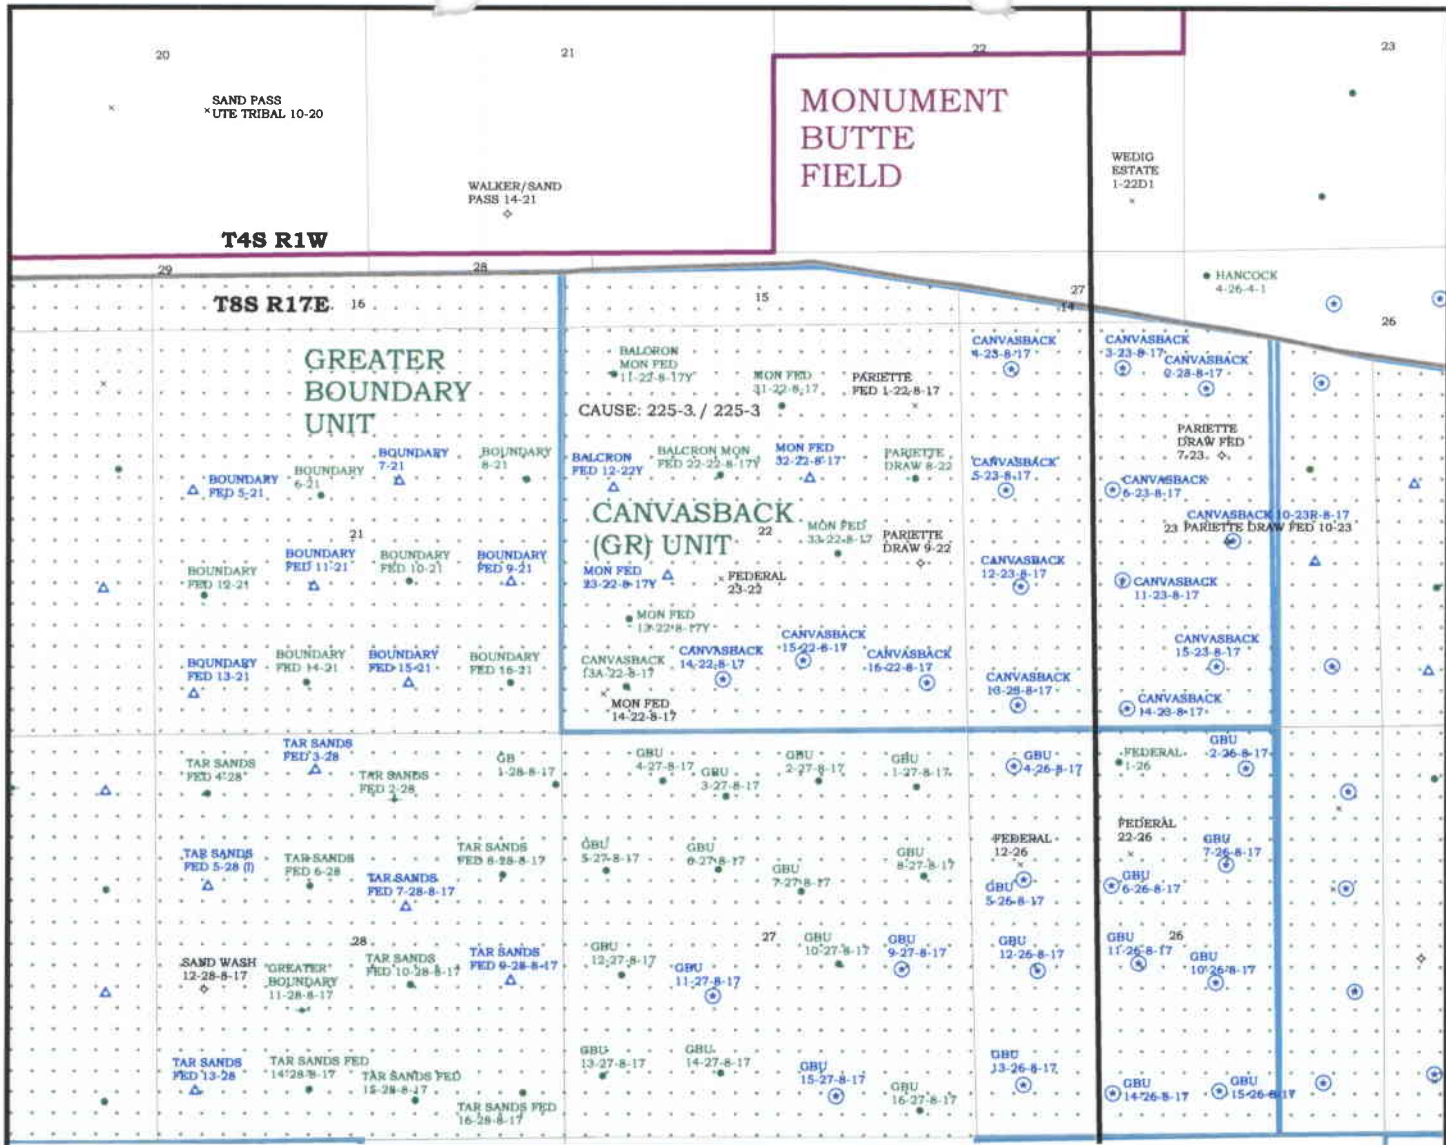 20
21
22
23
SAND PASS
UTE TRIBAL 10-20
MONUMENT
BUTTE
FIELD
WEDIG
ESTATE
1-22D1
WALKER/SAND
PASS 14-21
T4S R1W
29
28
27
HANCOCK
4-26-4-1
26
T8S R17E
16
15
14
GREATER
BOUNDARY
UNIT
BALCRON
MON FED
11-22-8-17Y
MON FED
31-22-8-17
PARIETTE
FED 1-22-8-17
CANVASBACK
4-23-8-17
CANVASBACK
3-23-8-17
CANVASBACK
2-28-8-17
CAUSE: 225-3 / 225-3
PARIETTE
DRAW FED
7-23
BOUNDARY
FED 5-21
BOUNDARY
6-21
BOUNDARY
7-21
BOUNDARY
8-21
BALCRON
FED 12-22Y
BALCRON MON
FED 22-22-8-17Y
MON FED
32-22-8-17
PARIETTE
DRAW 8-22
CANVASBACK
5-23-8-17
CANVASBACK
6-23-8-17
CANVASBACK
(GR) UNIT
22
MON FED
33-22-8-17
PARIETTE
DRAW 9-22
CANVASBACK 10-23R-8-17
23 PARIETTE DRAW FED 10-23
21
BOUNDARY
FED 12-21
BOUNDARY
FED 11-21
BOUNDARY
FED 10-21
BOUNDARY
FED 9-21
MON FED
23-22-8-17Y
FEDERAL
23-22
CANVASBACK
12-23-8-17
CANVASBACK
11-23-8-17
MON FED
13-22-8-17Y
BOUNDARY
FED 13-21
BOUNDARY
FED 14-21
BOUNDARY
FED 15-21
BOUNDARY
FED 16-21
CANVASBACK
13A-22-8-17
MON FED
14-22-8-17
CANVASBACK
14-22-8-17
CANVASBACK
15-22-8-17
CANVASBACK
16-22-8-17
CANVASBACK
13-23-8-17
CANVASBACK
14-23-8-17
CANVASBACK
15-23-8-17
TAR SANDS
FED 4-28
TAR SANDS
FED 3-28
TAR SANDS
FED 2-28
GB
1-28-8-17
GBU
4-27-8-17
GBU
3-27-8-17
GBU
2-27-8-17
GBU
1-27-8-17
GBU
4-26-8-17
FEDERAL
1-26
GBU
2-26-8-17
TAR SANDS
FED 5-28 (I)
TAR SANDS
FED 6-28
TAR SANDS
FED 7-28-8-17
TAR SANDS
FED 8-28-8-17
GBU
5-27-8-17
GBU
6-27-8-17
GBU
7-27-8-17
GBU
8-27-8-17
FEDERAL
12-26
GBU
5-26-8-17
FEDERAL
22-26
GBU
6-26-8-17
GBU
7-26-8-17
28
27
26
SAND WASH
12-28-8-17
GREATER
BOUNDARY
11-28-8-17
TAR SANDS
FED 10-28-8-17
TAR SANDS
FED 9-28-8-17
GBU
12-27-8-17
GBU
11-27-8-17
GBU
10-27-8-17
GBU
9-27-8-17
GBU
12-26-8-17
GBU
11-26-8-17
GBU
10-26-8-17
TAR SANDS
FED 13-28
TAR SANDS FED
14-28-8-17
TAR SANDS FED
15-28-8-17
TAR SANDS FED
16-28-8-17
GBU
13-27-8-17
GBU
14-27-8-17
GBU
15-27-8-17
GBU
16-27-8-17
GBU
13-26-8-17
GBU
14-26-8-17
GBU
15-26-8-17